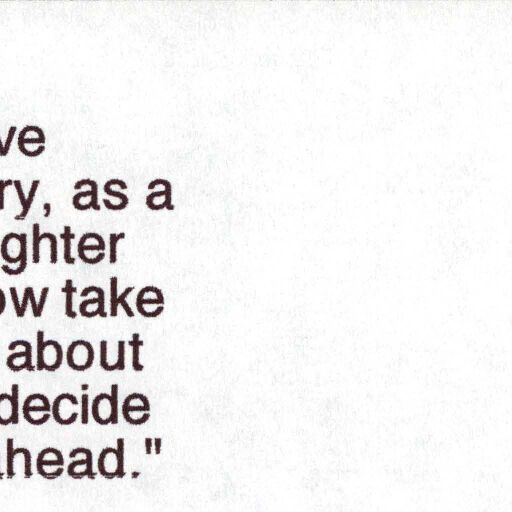 ve
ry, as a
ghter
ow take
about
decide
ahead."